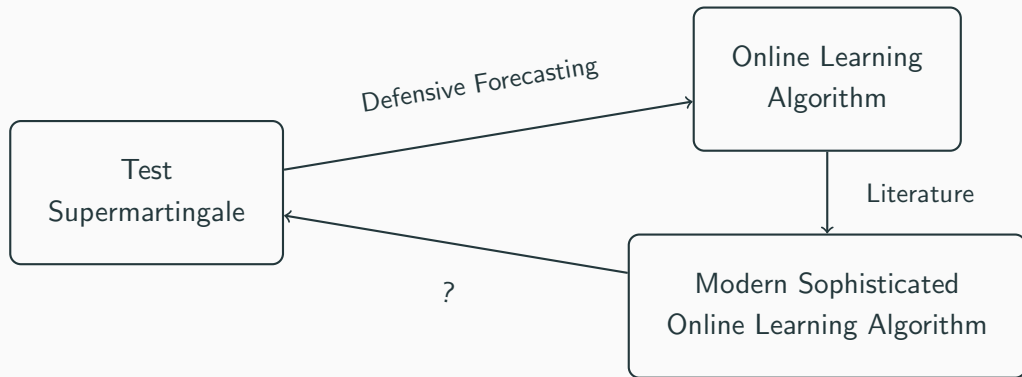 Defensive Forecasting
Online Learning
Algorithm
Test
Supermartingale
Literature
?
Modern Sophisticated
Online Learning Algorithm